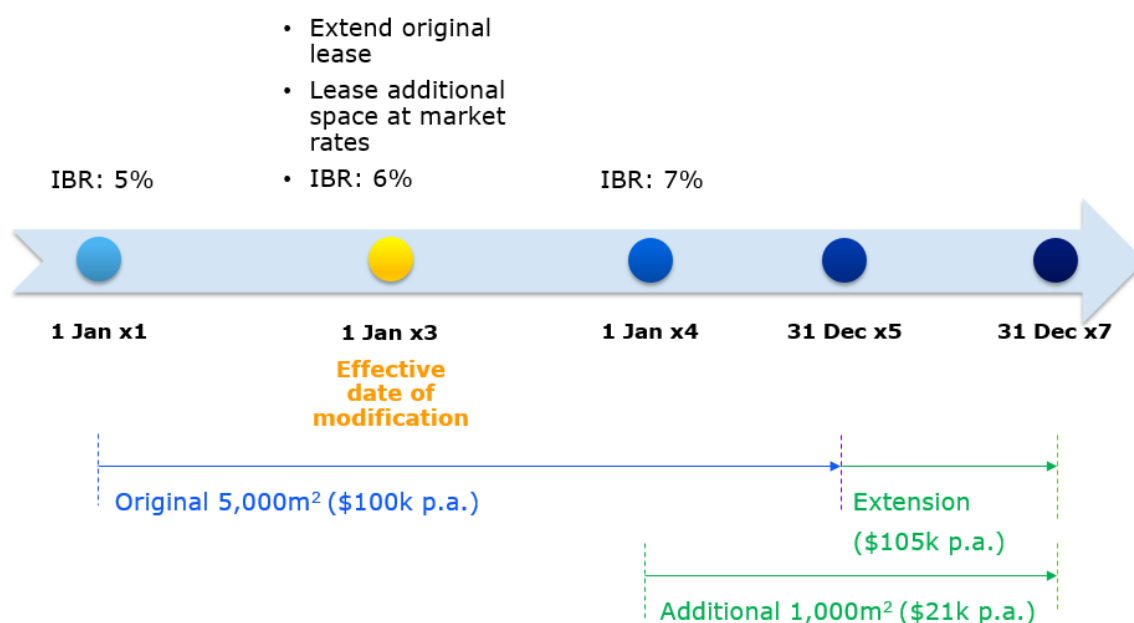 • Extend original
lease
• Lease additional
space at market
rates
• IBR: 6%
IBR: 5%
IBR: 7%
1 Jan x1
1 Jan x3
1 Jan x4
31 Dec x5
31 Dec x7
Effective
date of
modification
Original 5,000m² ($100k p.a.)
Extension
($105k p.a.)
Additional 1,000m² ($21k p.a.)